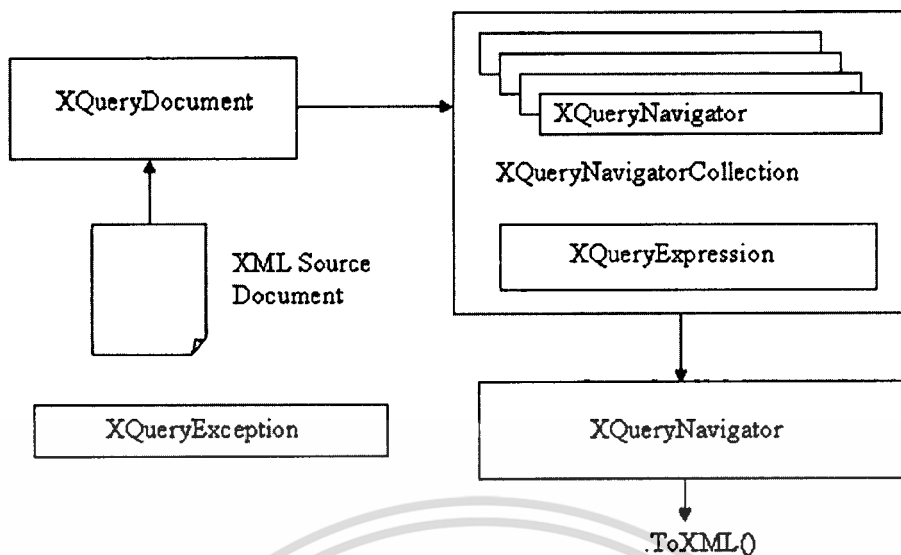 XQueryDocument
XQueryNavigator
XQueryNavigatorCollection
XQueryExpression
XML Source
Document
XQueryException
XQueryNavigator
.ToXML()